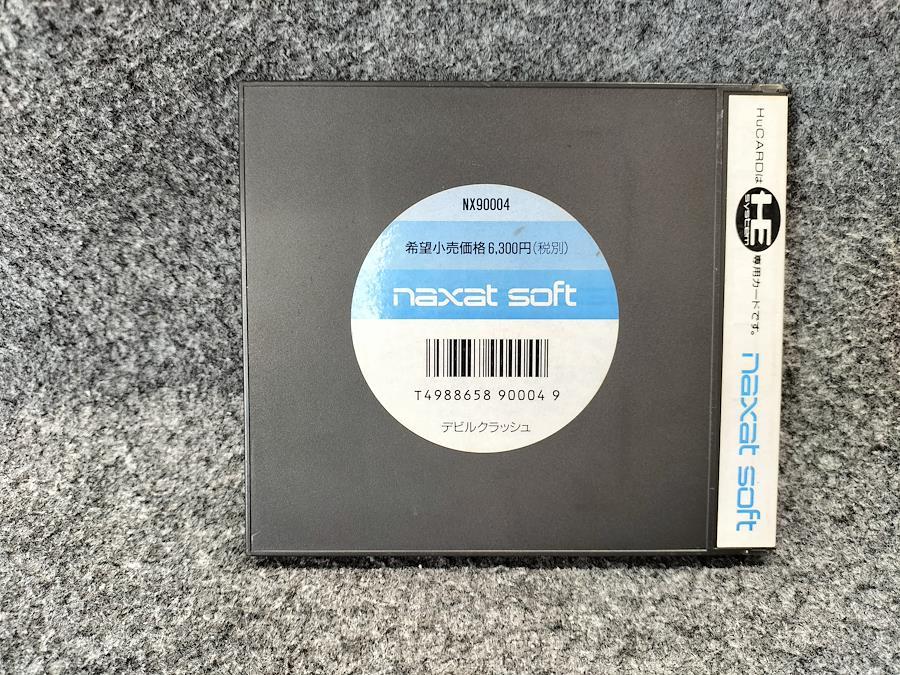 NX90004
希望小売価格6,300円(税別)
naxat soft
T4988658 90004 9
デビルクラッシュ
HuCARDは HE SYSTEM 専用カードです。
naxat soft